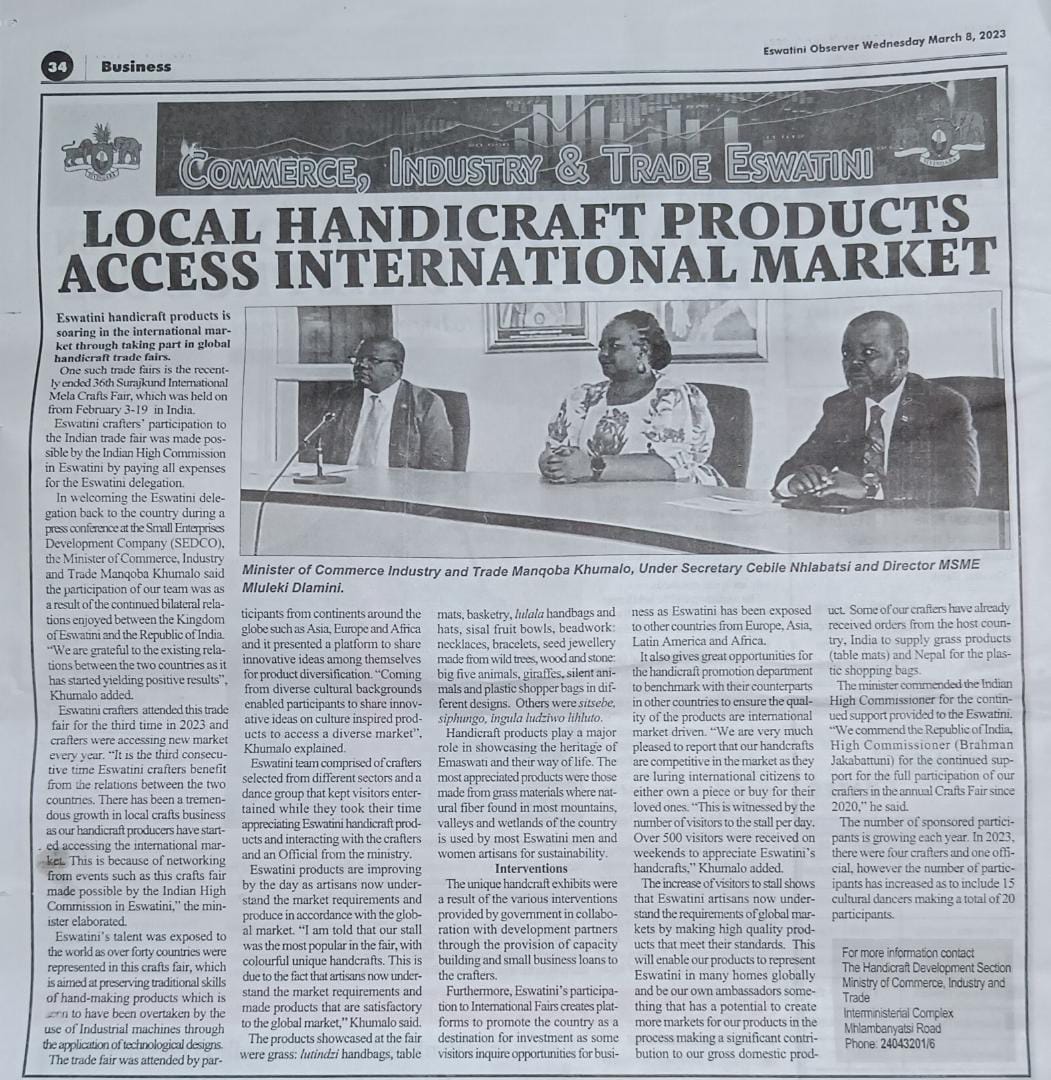 34 Business
Eswatini Observer Wednesday March 8, 2023
COMMERCE, INDUSTRY & TRADE ESWATINI
LOCAL HANDICRAFT PRODUCTS
ACCESS INTERNATIONAL MARKET
Eswatini handicraft products is
soaring in the international mar-
ket through taking part in global
handicraft trade fairs.
One such trade fairs is the recent-
ly ended 36th Surajkund International
Mela Crafts Fair, which was held on
from February 3-19 in India.
Eswatini crafters' participation to
the Indian trade fair was made pos-
sible by the Indian High Commission
in Eswatini by paying all expenses
for the Eswatini delegation.
In welcoming the Eswatini dele-
gation back to the country during a
press conference at the Small Enterprises
Development Company (SEDCO),
the Minister of Commerce, Industry
and Trade Manqoba Khumalo said
the participation of our team was as
a result of the continued bilateral rela-
tions enjoyed between the Kingdom
of Eswatini and the Republic of India.
"We are grateful to the existing rela-
tions between the two countries as it
has started yielding positive results",
Khumalo added.
Eswatini crafters attended this trade
fair for the third time in 2023 and
crafters were accessing new market
every year. "It is the third consecu-
tive time Eswatini crafters benefit
from the relations between the two
countries. There has been a tremen-
dous growth in local crafts business
as our handicraft producers have start-
ed accessing the international mar-
ket. This is because of networking
from events such as this crafts fair
made possible by the Indian High
Commission in Eswatini," the min-
ister elaborated.
Eswatini's talent was exposed to
the world as over forty countries were
represented in this crafts fair, which
is aimed at preserving traditional skills
of hand-making products which is
to have been overtaken by the
use of Industrial machines through
the application of technological designs.
The trade fair was attended by par-
Minister of Commerce Industry and Trade Manqoba Khumalo, Under Secretary Cebile Nhlabatsi and Director MSME
Mluleki Dlamini.
ticipants from continents around the
globe such as Asia, Europe and Africa
and it presented a platform to share
innovative ideas among themselves
for product diversification. "Coming
from diverse cultural backgrounds
enabled participants to share innov-
ative ideas on culture inspired prod-
ucts to access a diverse market",
Khumalo explained.
Eswatini team comprised of crafters
selected from different sectors and a
dance group that kept visitors enter-
tained while they took their time
appreciating Eswatini handicraft prod-
ucts and interacting with the crafters
and an Official from the ministry.
Eswatini products are improving
by the day as artisans now under-
stand the market requirements and
produce in accordance with the glob-
al market. "I am told that our stall
was the most popular in the fair, with
colourful unique handcrafts. This is
due to the fact that artisans now under-
stand the market requirements and
made products that are satisfactory
to the global market," Khumalo said.
The products showcased at the fair
were grass: lutindzi handbags, table
mats, basketry, lulala handbags and
hats, sisal fruit bowls, beadwork:
necklaces, bracelets, seed jewellery
made from wild trees, wood and stone:
big five animals, giraffes, silent ani-
mals and plastic shopper bags in dif-
ferent designs. Others were sitsebe,
siphungo, ingula ludziwo lihluto.
Handicraft products play a major
role in showcasing the heritage of
Emaswati and their way of life. The
most appreciated products were those
made from grass materials where nat-
ural fiber found in most mountains,
valleys and wetlands of the country
is used by most Eswatini men and
women artisans for sustainability.
Interventions
The unique handcraft exhibits were
a result of the various interventions
provided by government in collabo-
ration with development partners
through the provision of capacity
building and small business loans to
the crafters.
Furthermore, Eswatini's participa-
tion to International Fairs creates plat-
forms to promote the country as a
destination for investment as some
visitors inquire opportunities for busi-
ness as Eswatini has been exposed
to other countries from Europe, Asia,
Latin America and Africa.
It also gives great opportunities for
the handicraft promotion department
to benchmark with their counterparts
in other countries to ensure the qual-
ity of the products are international
market driven. "We are very much
pleased to report that our handcrafts
are competitive in the market as they
are luring international citizens to
either own a piece or buy for their
loved ones. "This is witnessed by the
number of visitors to the stall per day.
Over 500 visitors were received on
weekends to appreciate Eswatini's
handcrafts," Khumalo added.
The increase of visitors to stall shows
that Eswatini artisans now under-
stand the requirements of global mar-
kets by making high quality prod-
ucts that meet their standards. This
will enable our products to represent
Eswatini in many homes globally
and be our own ambassadors some-
thing that has a potential to create
more markets for our products in the
process making a significant contri-
bution to our gross domestic prod-
uct. Some of our crafters have already
received orders from the host coun-
try, India to supply grass products
(table mats) and Nepal for the plas-
tic shopping bags.
The minister commended the Indian
High Commission for the contin-
ued support provided to the Eswatini.
"We commend the Republic of India,
High Commissioner (Brahman
Jakabattuni) for the continued sup-
port for the full participation of our
crafters in the annual Crafts Fair since
2020," he said.
The number of sponsored partici-
pants is growing each year. In 2023,
there were four crafters and one offi-
cial, however the number of partic-
ipants has increased as to include 15
cultural dancers making a total of 20
participants.
For more information contact
The Handicraft Development Section
Ministry of Commerce, Industry and
Trade
Interministerial Complex
Mhlambanyatsi Road
Phone: 24043201/6